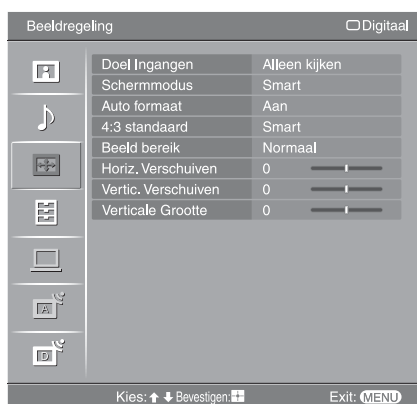 Beeldregeling Digitaal
Doel Ingangen Alleen kijken
Schermmodus Smart
Auto formaat Aan
4:3 standaard Smart
Beeld bereik Normaal
Horiz. Verschuiven 0
Vertic. Verschuiven 0
Verticale Grootte 0
A
D
Kies: Bevestigen: Exit: MENU